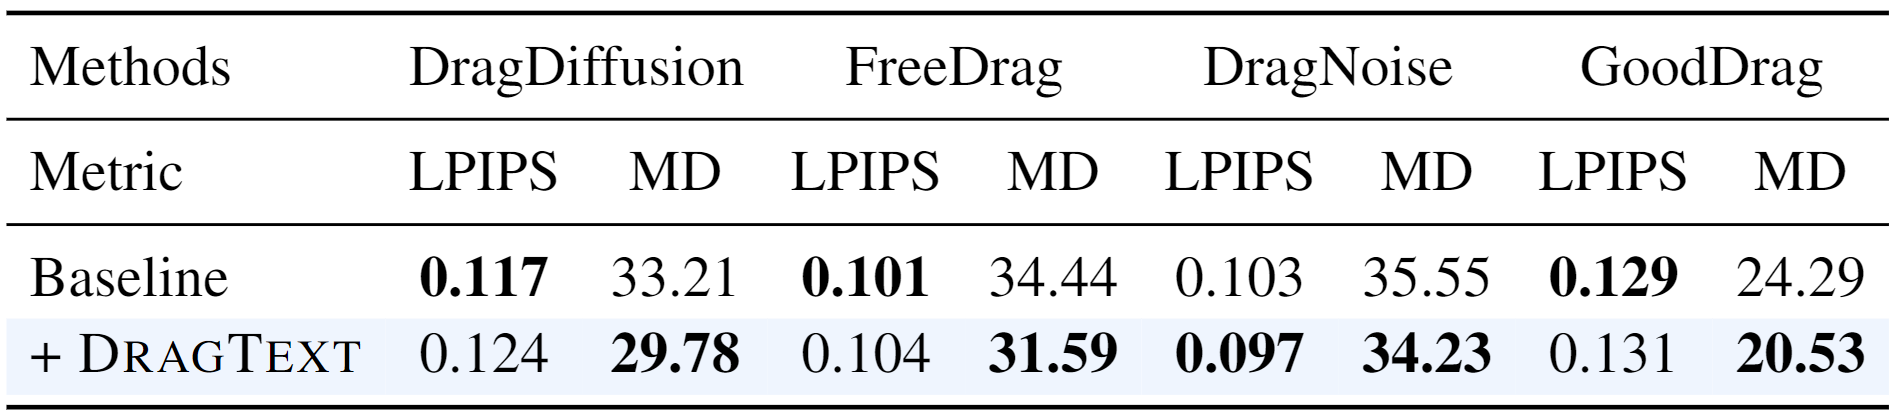 Methods DragDiffusion FreeDrag DragNoise GoodDrag
Metric LPIPS MD LPIPS MD LPIPS MD LPIPS MD
Baseline 0.117 33.21 0.101 34.44 0.103 35.55 0.129 24.29
+ DRAGTEXT 0.124 29.78 0.104 31.59 0.097 34.23 0.131 20.53